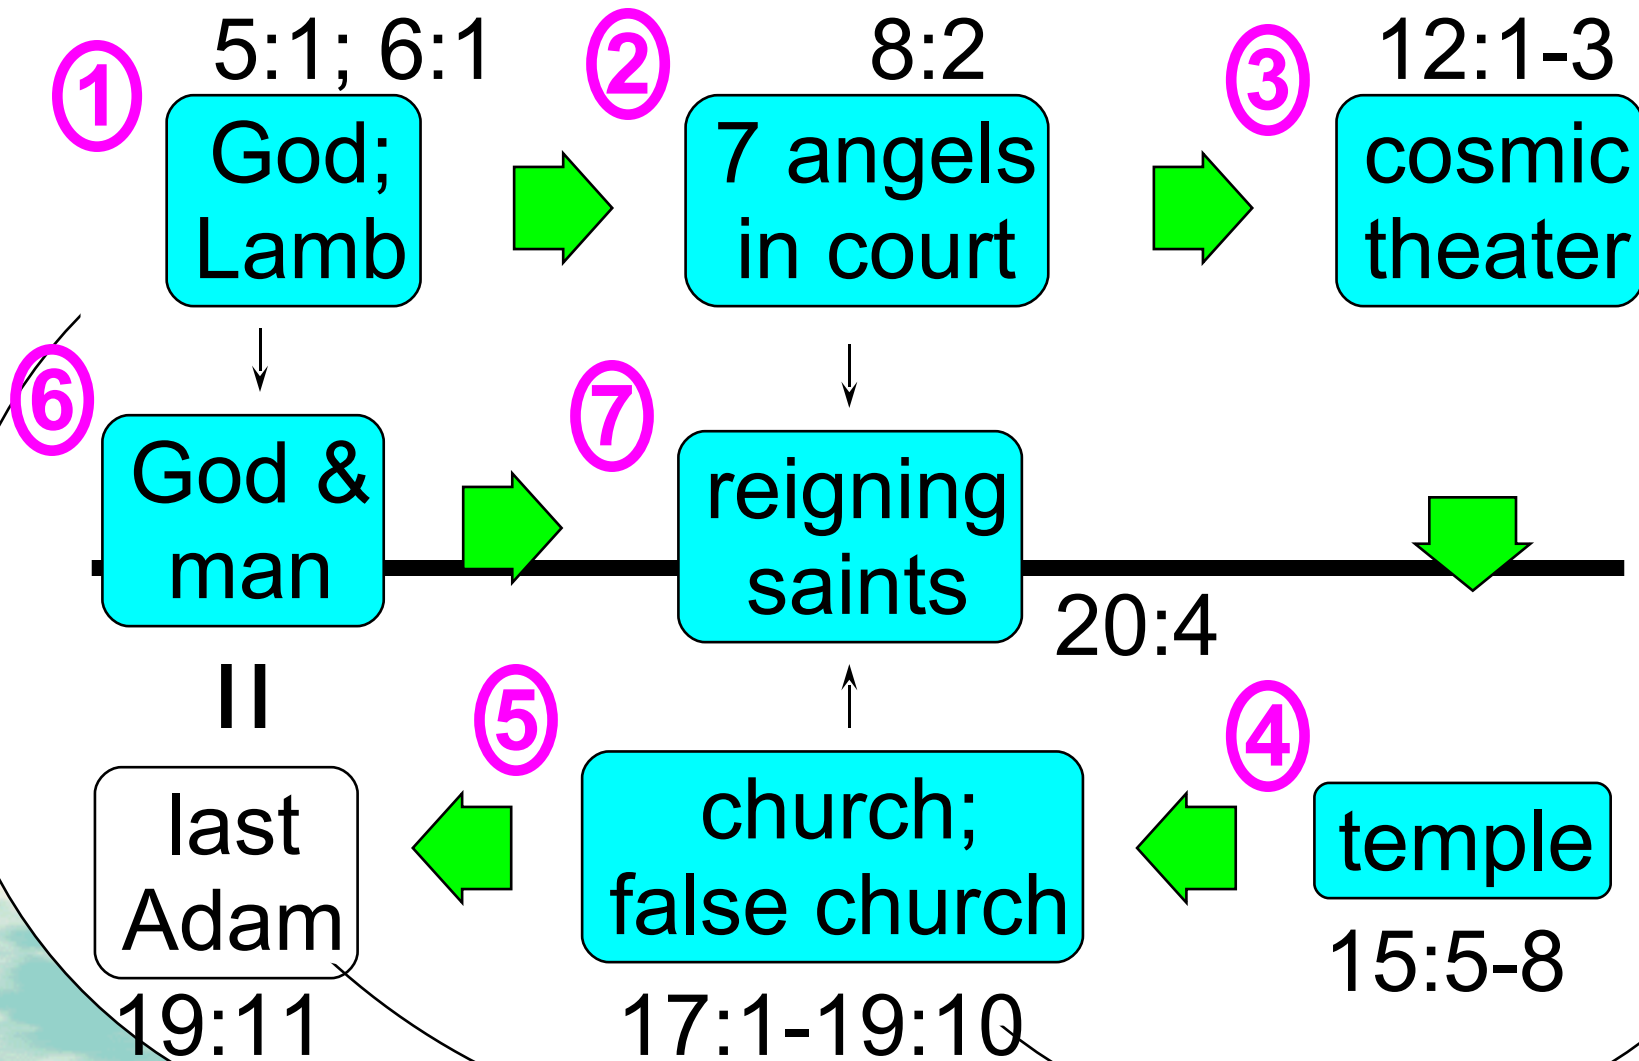 5:1; 6:1
8:2
12:1-3
1
2
3
God;
Lamb
7 angels
in court
cosmic
theater
6
7
God &
man
reigning
saints
20:4
5
4
last
Adam
church;
false church
temple
15:5-8
19:11
17:1-19:10